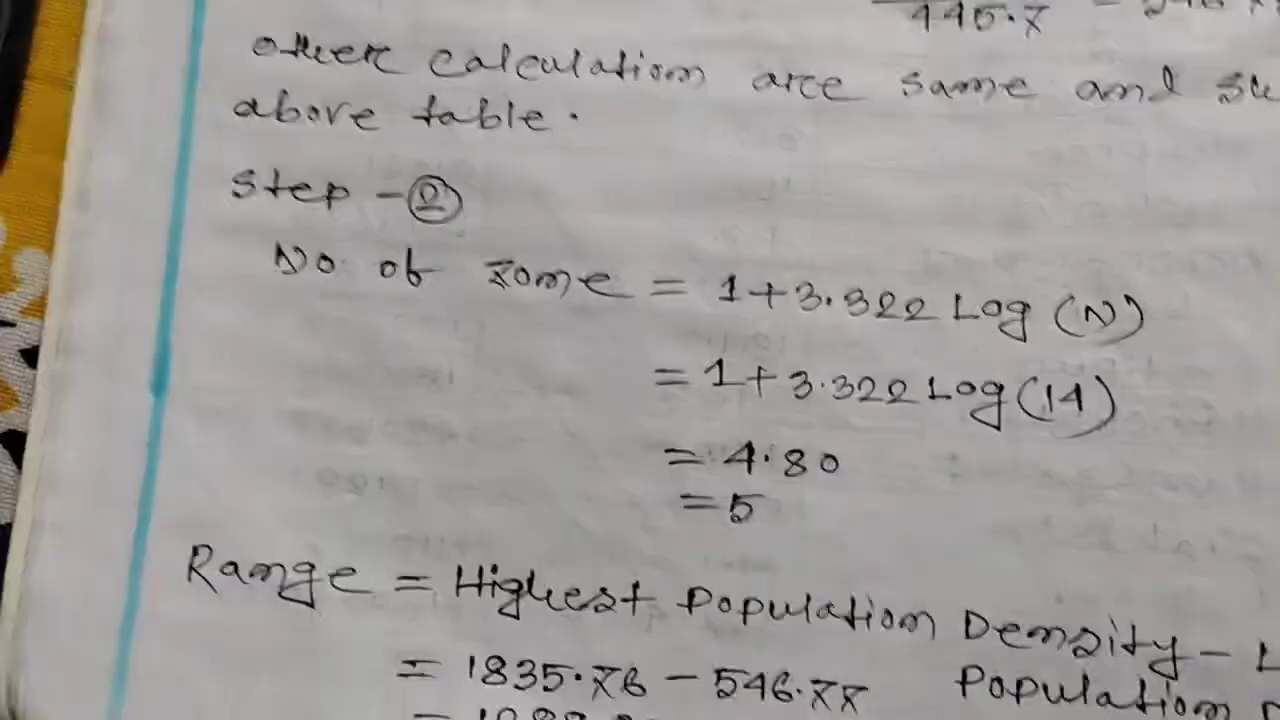 other calculation are same and
above table.
Step - ②
No of zone = 1+3.322 Log (N)
= 1+3.322 Log (14)
= 4.80
= 5
Range = Highest Population Density - L
= 1835.76 - 546.77 Population